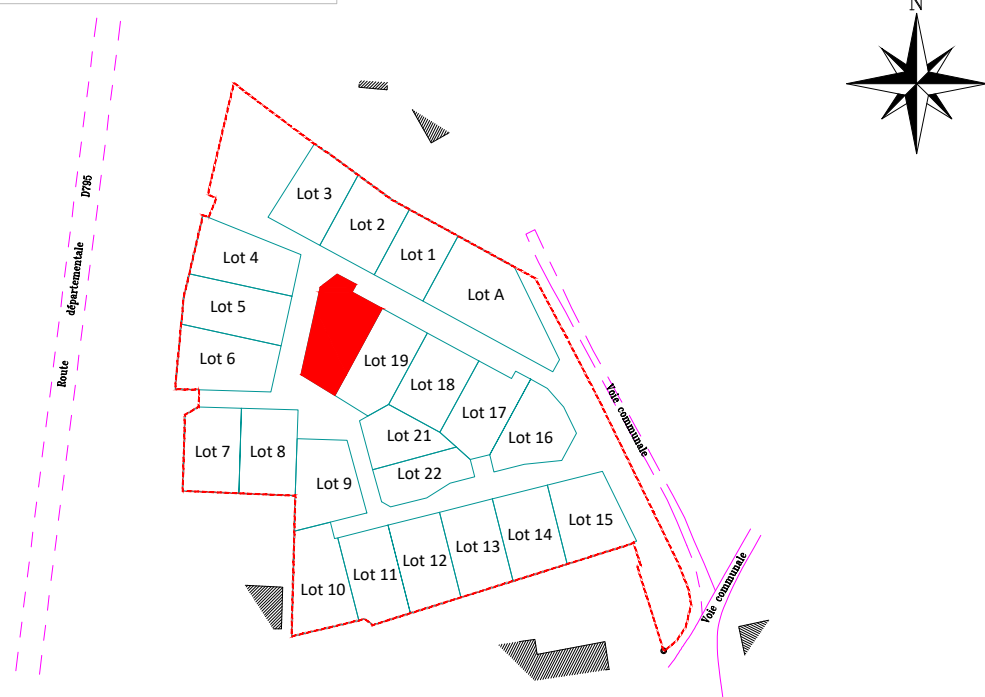 N
D795
départementale
Route
Lot 3
Lot 2
Lot 1
Lot A
Lot 4
Lot 5
Lot 6
Lot 19
Lot 18
Lot 17
Lot 16
Lot 21
Lot 22
Lot 7
Lot 8
Lot 9
Lot 10
Lot 11
Lot 12
Lot 13
Lot 14
Lot 15
Voie communale
Voie communale